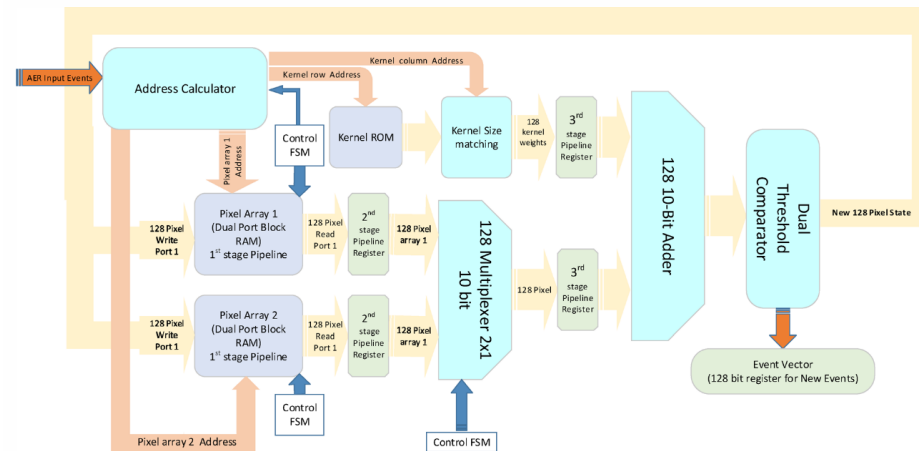 AER Input Events
Address Calculator
Kernel column Address
Kernel row Address
Control
FSM
Kernel ROM
Kernel Size
matching
128
kernel
weights
3rd
stage
Pipeline
Register
128 10-Bit Adder
Dual
Threshold
Comparator
New 128 Pixel State
Pixel array 1
Address
128 Pixel
Write
Port 1
Pixel Array 1
(Dual Port Block
RAM)
1st stage Pipeline
128 Pixel
Read
Port 1
2nd
stage
Pipeline
Register
128 Pixel
array 1
128 Multiplexer 2x1
10 bit
128 Pixel
3rd
stage
Pipeline
Register
128 Pixel
Write
Port 1
Pixel Array 2
(Dual Port Block
RAM)
1st stage Pipeline
128 Pixel
Read
Port 1
2nd
stage
Pipeline
Register
128 Pixel
array 1
Event Vector
(128 bit register for New Events)
Control
FSM
Pixel array 2 Address
Control FSM